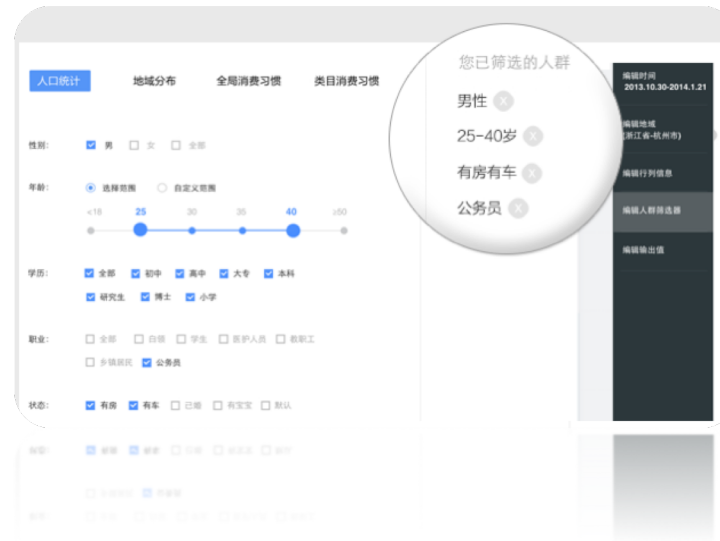 人口统计 地域分布 全局消费习惯 类目消费习惯
性别: 男 女 全部
年龄: 选择范围 自定义范围
<18 25 30 35 40 ≥50
学历: 全部 初中 高中 大专 本科
研究生 博士 小学
职业: 全部 白领 学生 医护人员 教职工
乡镇居民 公务员
状态: 有房 有车 已婚 有宝宝 默认
您已筛选的人群
男性 X
25-40岁 X
有房有车 X
公务员 X
编辑时间
2013.10.30-2014.1.21
编辑地域
浙江省-杭州市)
编辑行列信息
编辑人群筛选器
编辑输出值